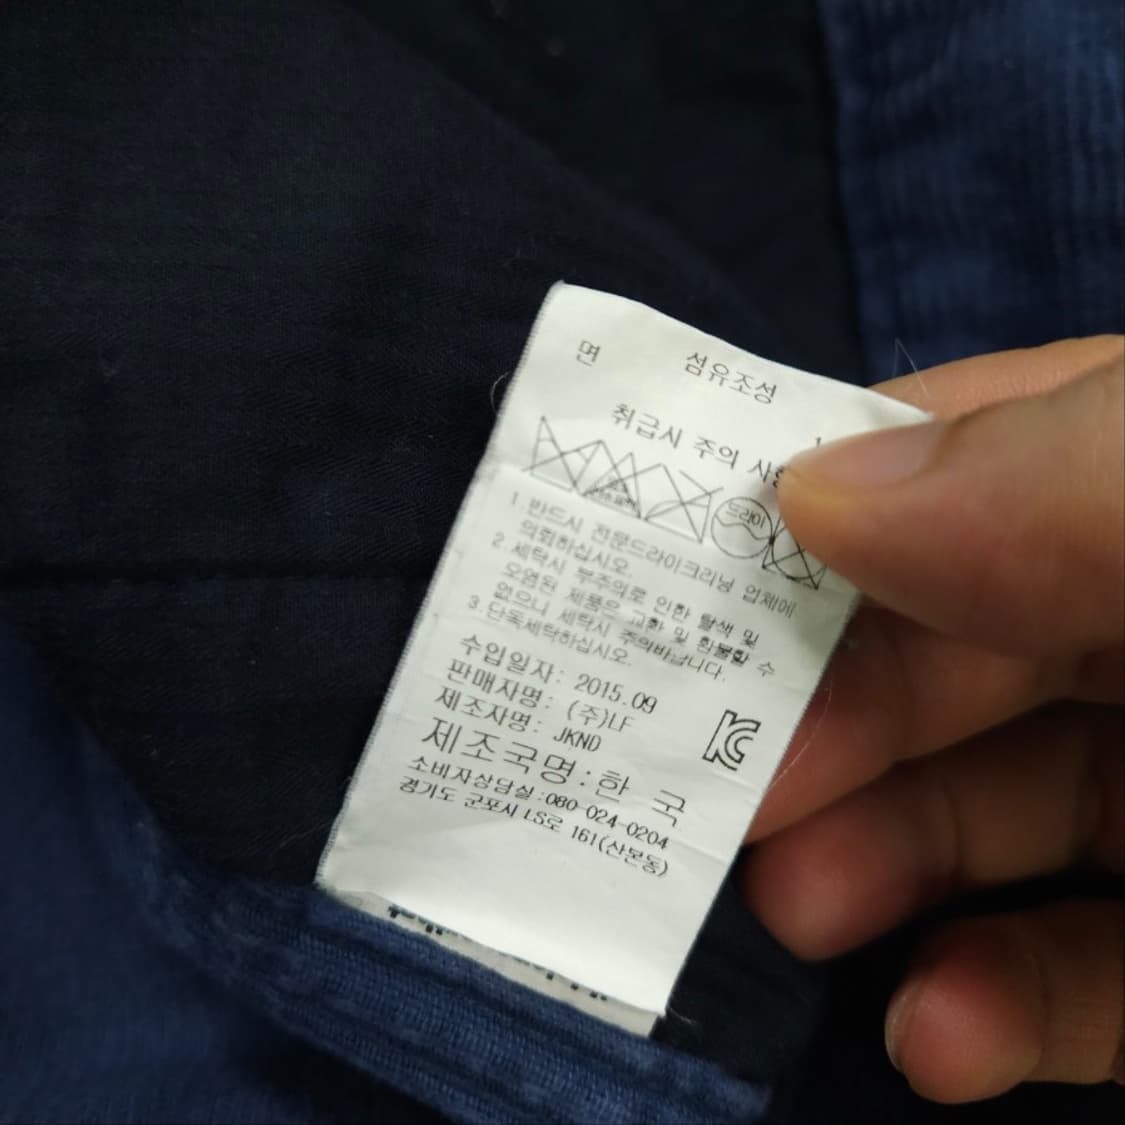 섬유조성
면
취급시 주의 사항
드라이
1. 반드시 전문드라이크리닝 업체에
의뢰하십시오.
2. 세탁시 부주의로 인한 탈색 및
오염된 제품은 교환 및 환불할 수
없으니 세탁시 주의바랍니다.
3. 단독세탁하십시오.
수입일자: 2015.09
판매자명: (주)LF
제조자명: JKND
제조국명: 한 국
소비자상담실:080-024-0204
경기도 군포시 LS로 161(산본동)